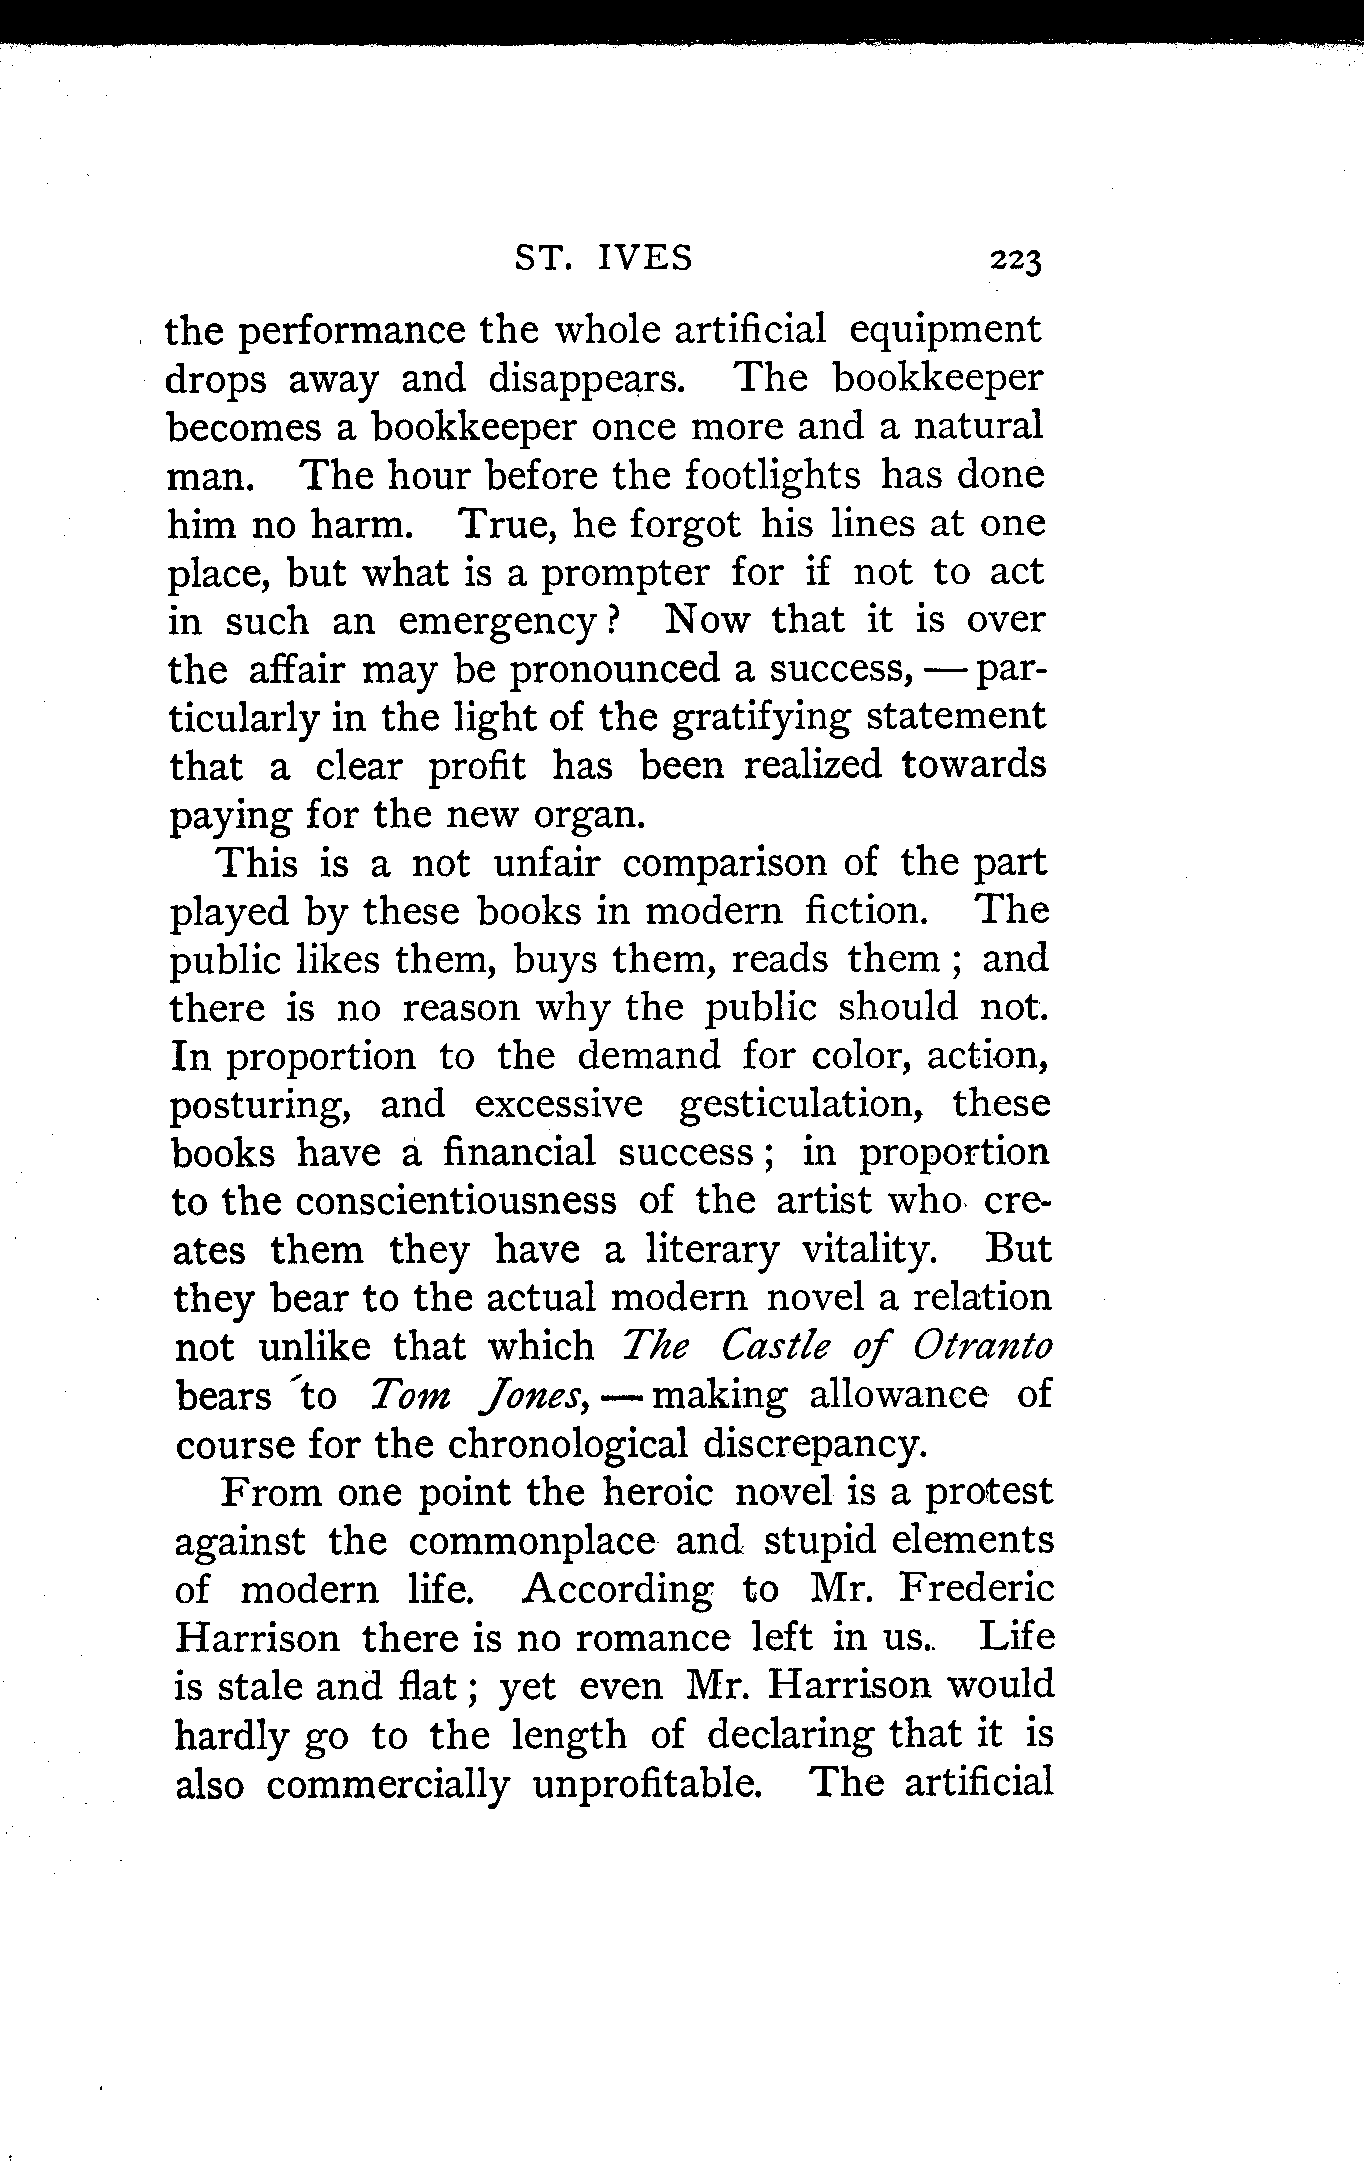 ST. IVES 223
the performance the whole artificial equipment
drops away and disappears. The bookkeeper
becomes a bookkeeper once more and a natural
man. The hour before the footlights has done
him no harm. True, he forgot his lines at one
place, but what is a prompter for if not to act
in such an emergency? Now that it is over
the affair may be pronounced a success, — par-
ticularly in the light of the gratifying statement
that a clear profit has been realized towards
paying for the new organ.
This is a not unfair comparison of the part
played by these books in modern fiction. The
public likes them, buys them, reads them; and
there is no reason why the public should not.
In proportion to the demand for color, action,
posturing, and excessive gesticulation, these
books have a financial success; in proportion
to the conscientiousness of the artist who cre-
ates them they have a literary vitality. But
they bear to the actual modern novel a relation
not unlike that which The Castle of Otranto
bears to Tom Jones, — making allowance of
course for the chronological discrepancy.
From one point the heroic novel is a protest
against the commonplace and stupid elements
of modern life. According to Mr. Frederic
Harrison there is no romance left in us. Life
is stale and flat; yet even Mr. Harrison would
hardly go to the length of declaring that it is
also commercially unprofitable. The artificial